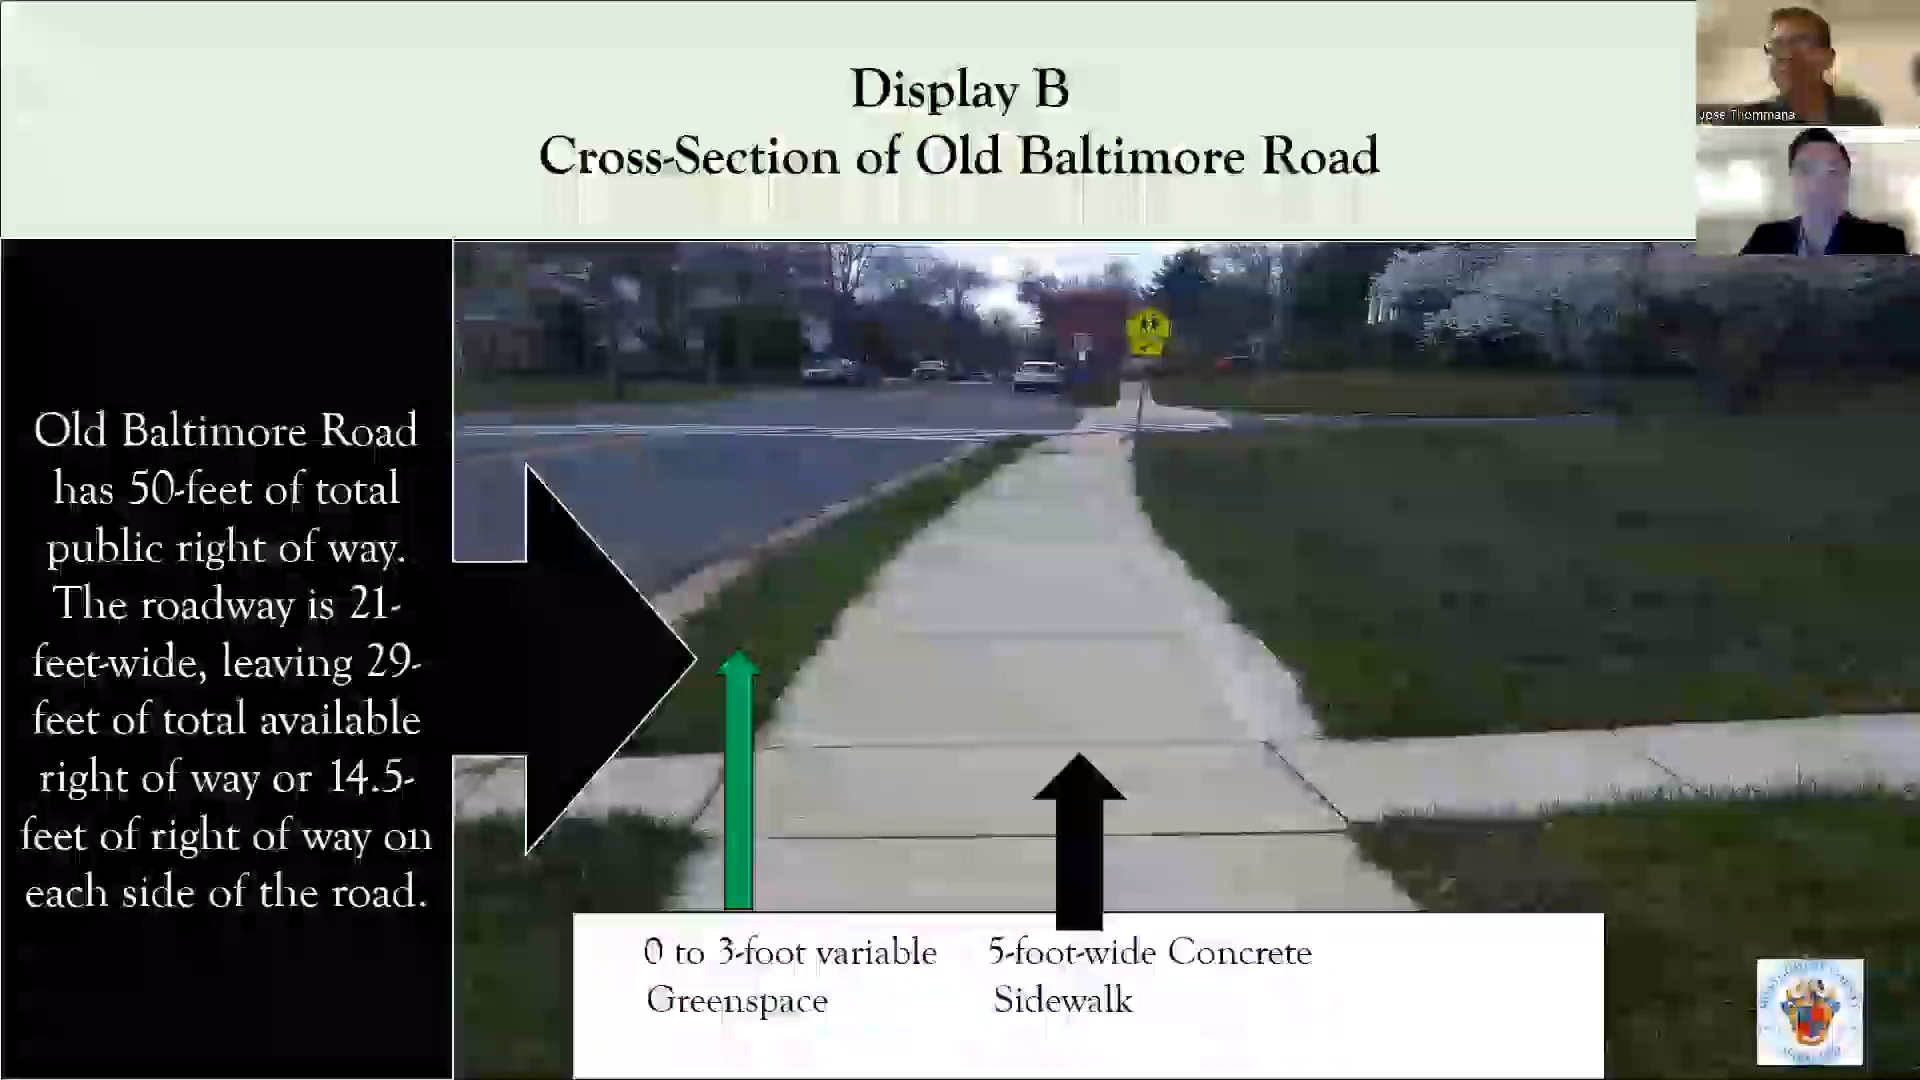 Display B
Cross-Section of Old Baltimore Road
Jose Thommana
Old Baltimore Road
has 50-feet of total
public right of way.
The roadway is 21-
feet-wide, leaving 29-
feet of total available
right of way or 14.5-
feet of right of way on
each side of the road.
0 to 3-foot variable
Greenspace
5-foot-wide Concrete
Sidewalk